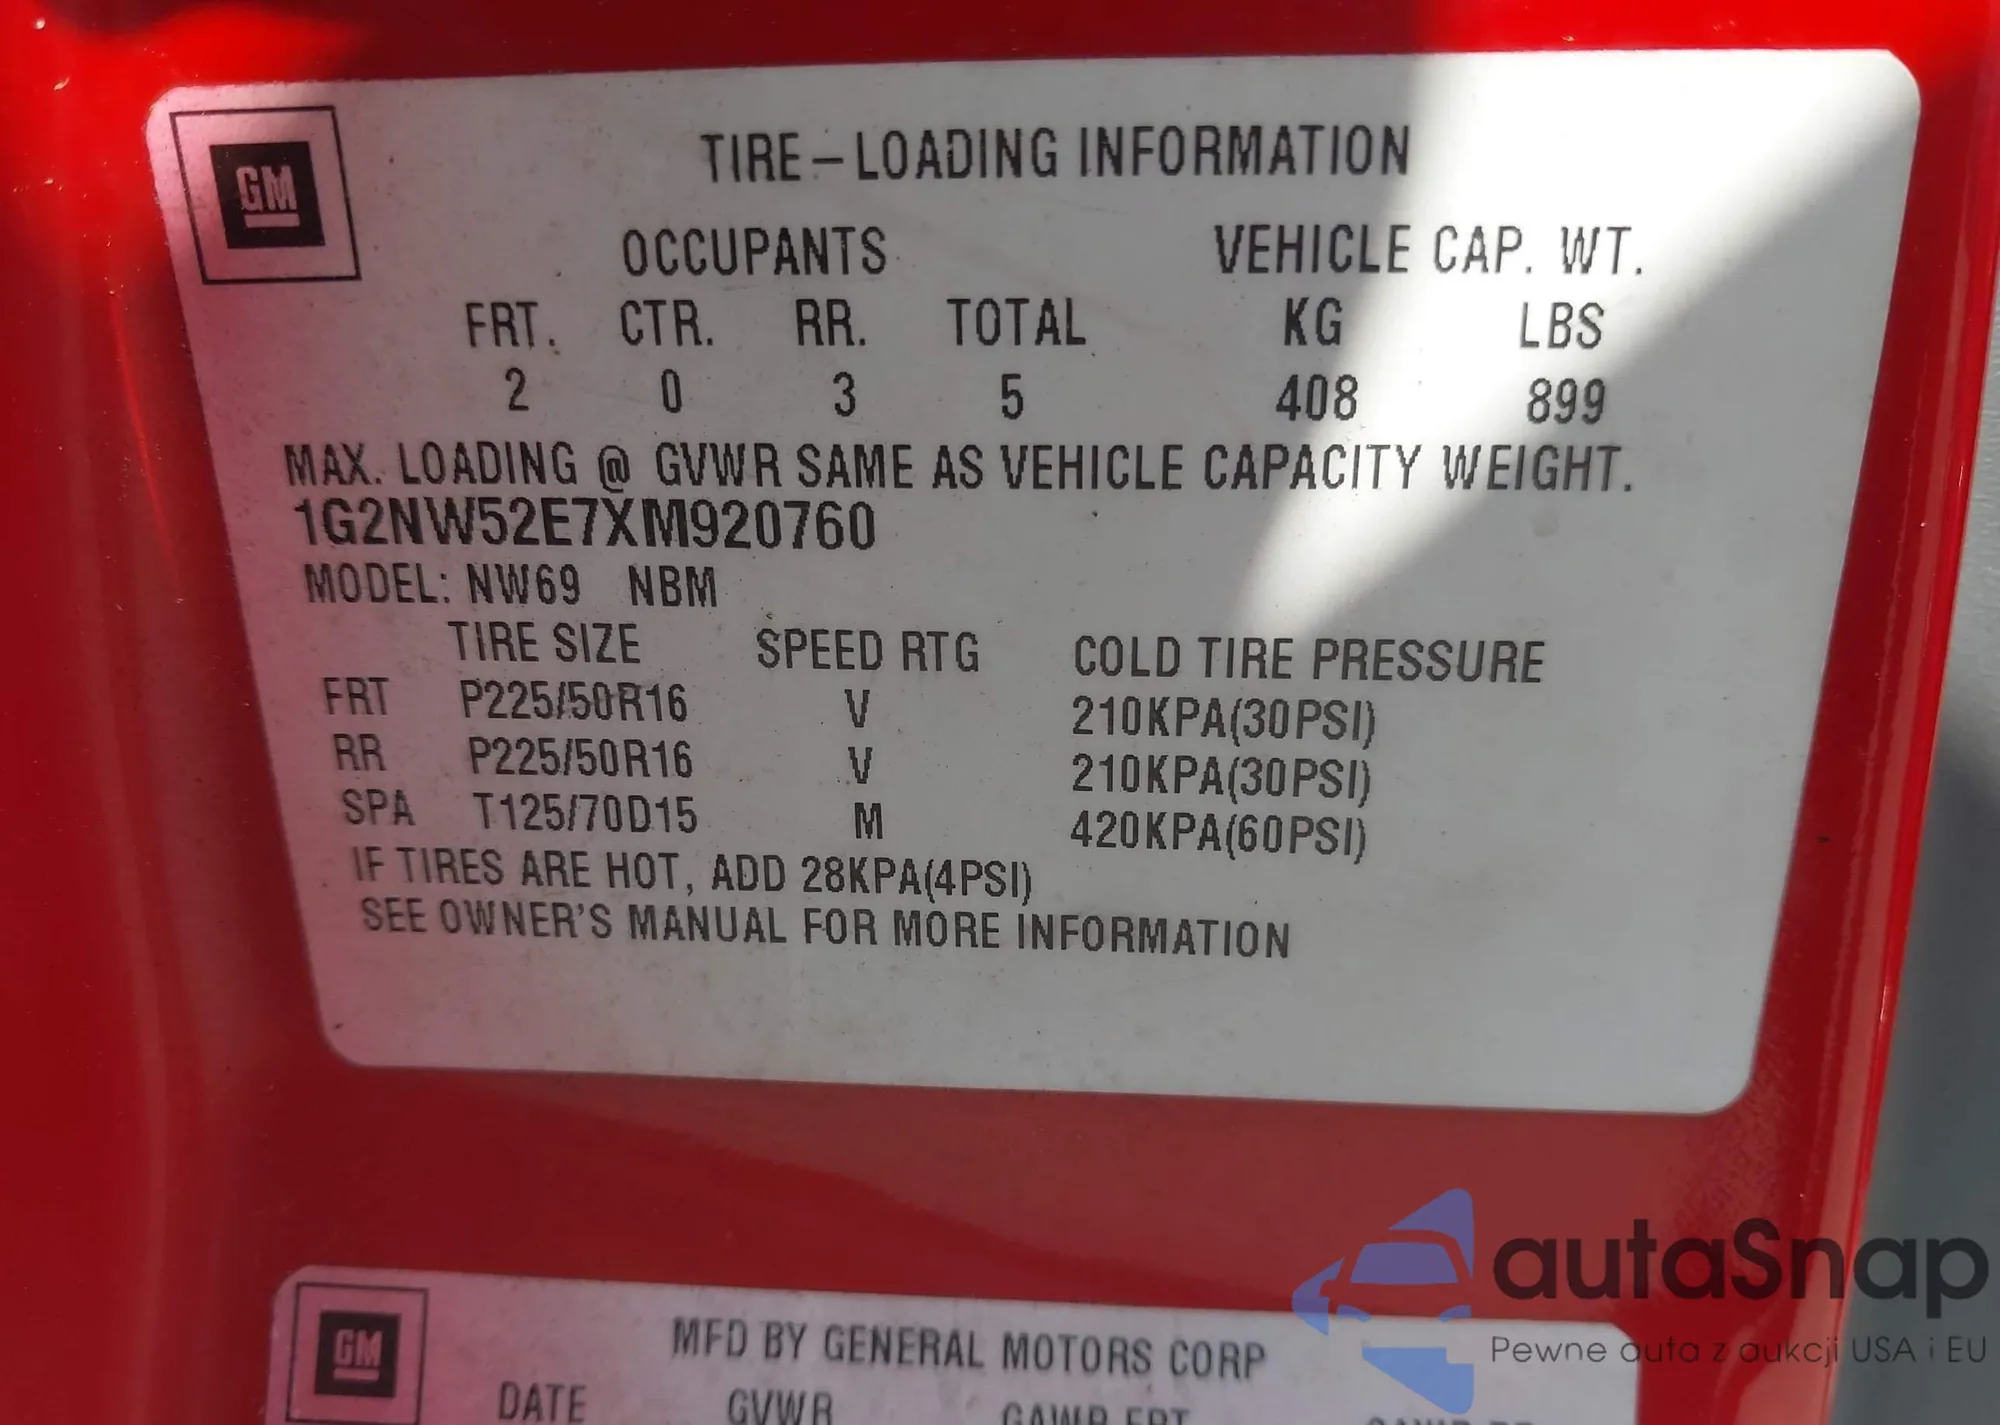 GM
TIRE-LOADING INFORMATION
OCCUPANTS VEHICLE CAP. WT.
FRT. CTR. RR. TOTAL KG LBS
2 0 3 5 408 899
MAX. LOADING @ GVWR SAME AS VEHICLE CAPACITY WEIGHT.
1G2NW52E7XM920760
MODEL: NW69 NBM
TIRE SIZE SPEED RTG COLD TIRE PRESSURE
FRT P225/50R16 V 210KPA(30PSI)
RR P225/50R16 V 210KPA(30PSI)
SPA T125/70D15 M 420KPA(60PSI)
IF TIRES ARE HOT, ADD 28KPA(4PSI)
SEE OWNER'S MANUAL FOR MORE INFORMATION
GM
MFD BY GENERAL MOTORS CORP
DATE GVWR GAWR FRT
autaSnap
Pewne auta z aukcji USA i EU